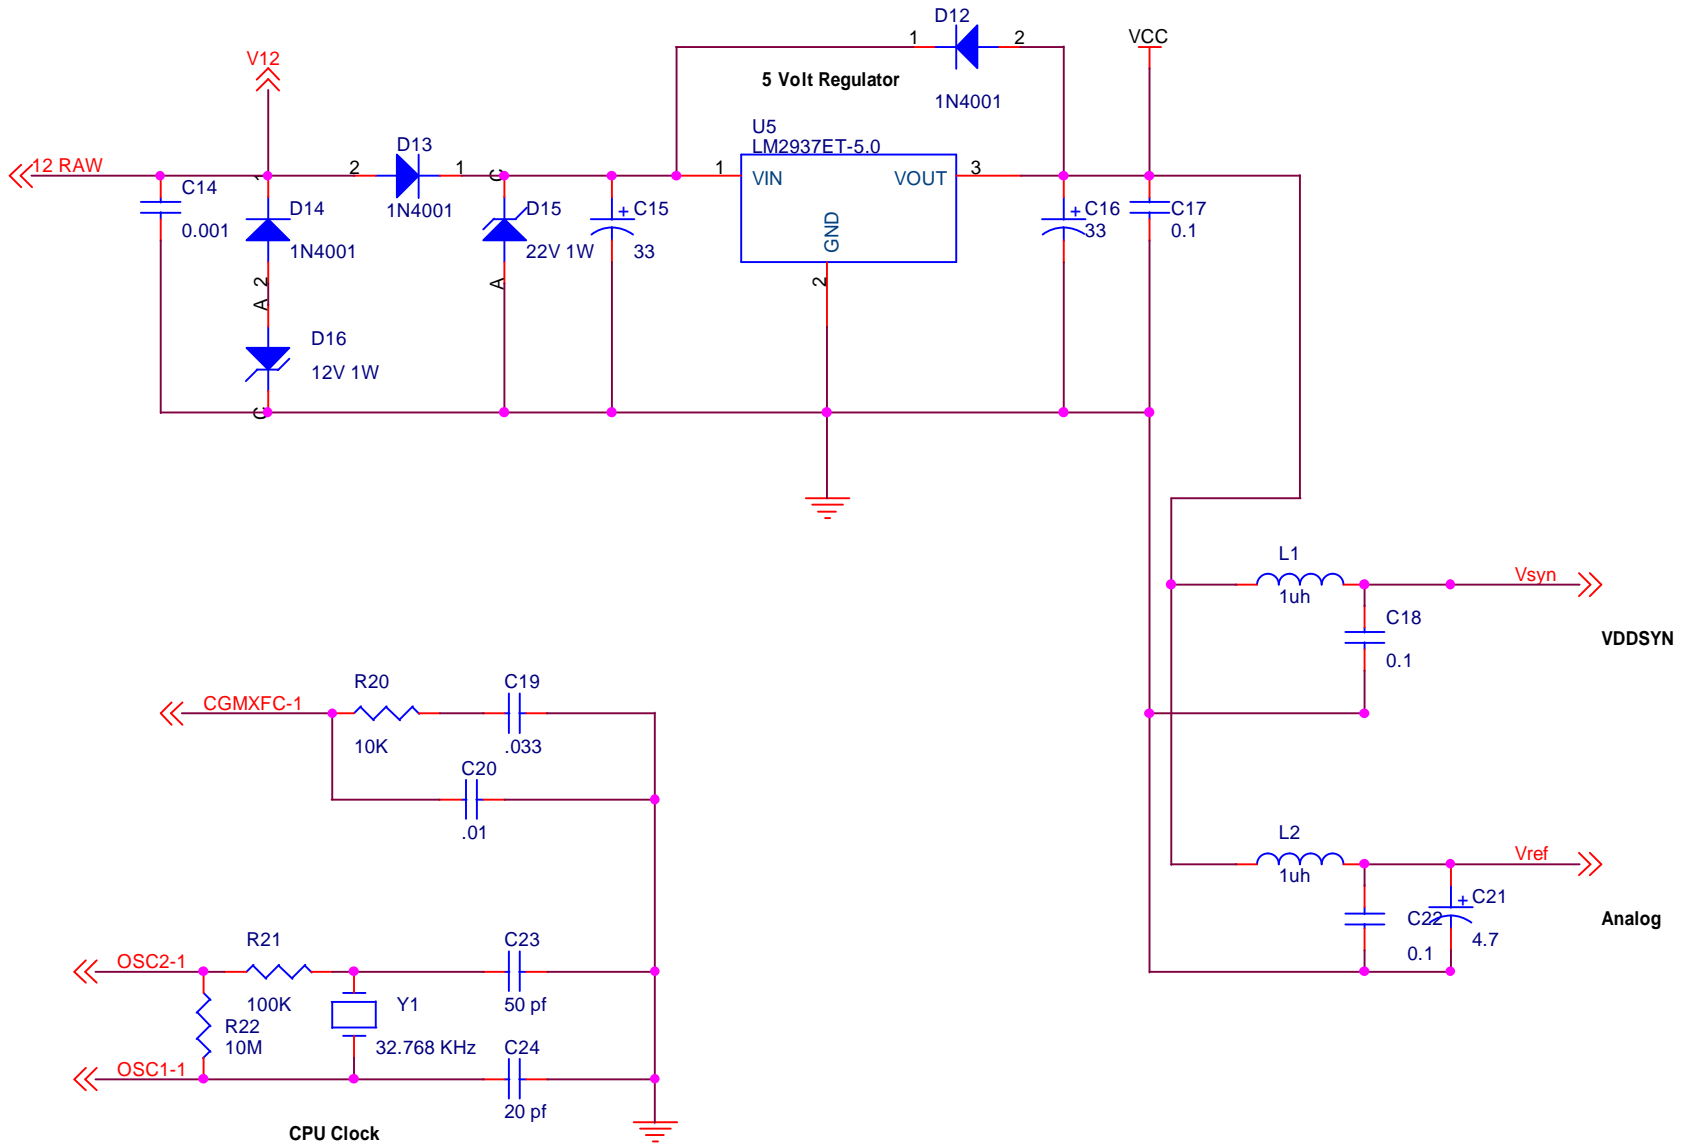 D12
1
2
VCC
V12
5 Volt Regulator
1N4001
U5
LM2937ET-5.0
D13
12 RAW
2
1
1
C
1
VIN
VOUT
3
C14
0.001
D14
1N4001
1N4001
D15
22V 1W
C15
33
GND
C16
33
C17
0.1
A 2
A
2
D16
12V 1W
C
L1
1uh
Vsyn
C18
0.1
VDDSYN
R20
C19
CGMXFC-1
10K
.033
C20
.01
L2
1uh
Vref
C21
4.7
C22
0.1
Analog
R21
C23
OSC2-1
100K
Y1
50 pf
R22
10M
32.768 KHz
C24
OSC1-1
20 pf
CPU Clock